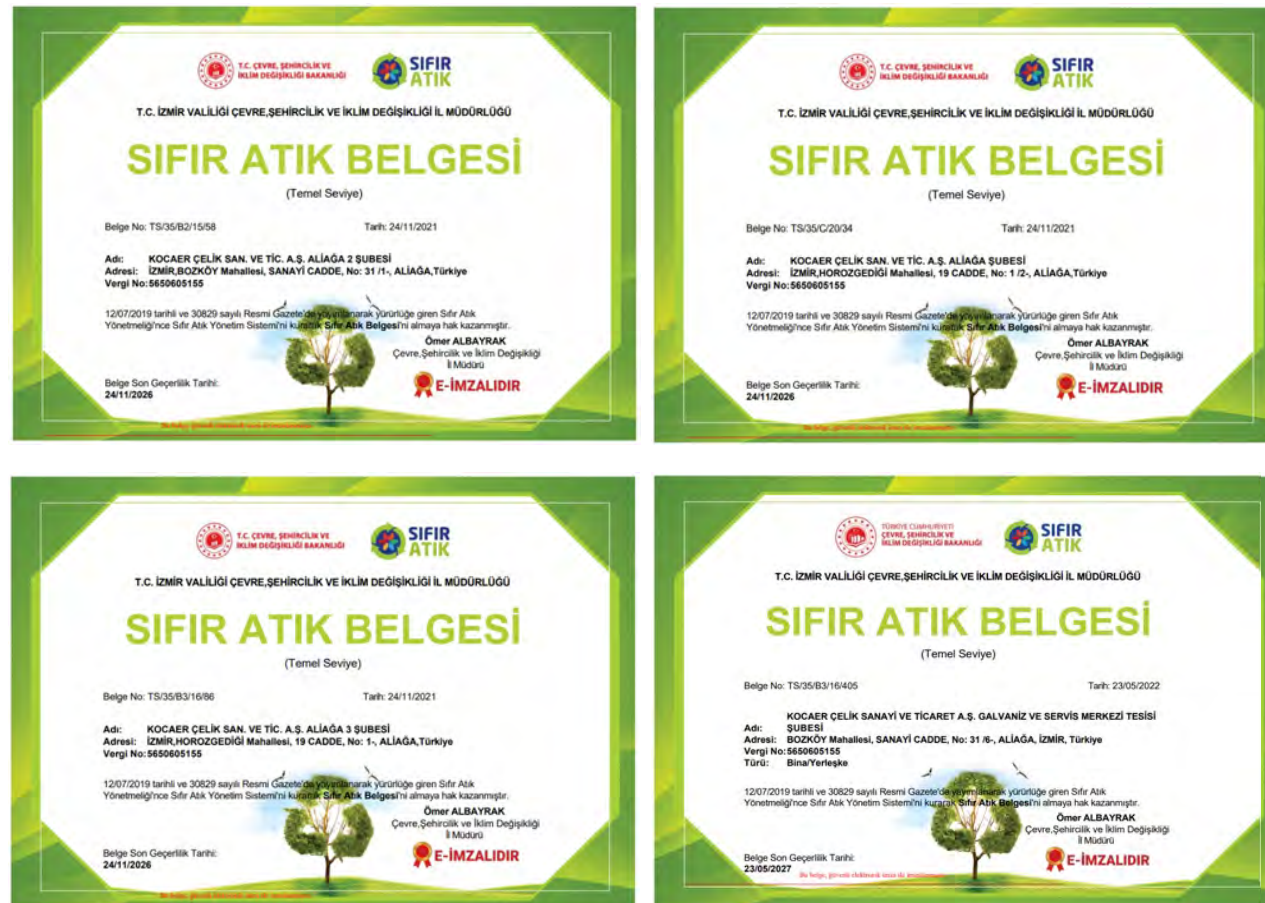 T.C. ÇEVRE, ŞEHİRCİLİK VE
İKLİM DEĞİŞİKLİĞİ BAKANLIĞI
SIFIR
ATIK
T.C. İZMİR VALİLİĞİ ÇEVRE,ŞEHİRCİLİK VE İKLİM DEĞİŞİKLİĞİ İL MÜDÜRLÜĞÜ
SIFIR ATIK BELGESİ
(Temel Seviye)
Belge No: TS/35/B2/15/58 Tarih: 24/11/2021
Adı: KOCAER ÇELİK SAN. VE TİC. A.Ş. ALİAĞA 2 ŞUBESİ
Adresi: İZMİR,BOZKÖY Mahallesi, SANAYİ CADDE, No: 31 /1-, ALİAĞA,Türkiye
Vergi No:5650605155
12/07/2019 tarihli ve 30829 sayılı Resmi Gazete'de yayımlanarak yürürlüğe giren Sıfır Atık
Yönetmeliği'nce Sıfır Atık Yönetim Sistemi'ni kurarak Sıfır Atık Belgesi'ni almaya hak kazanmıştır.
Ömer ALBAYRAK
Çevre,Şehircilik ve İklim Değişikliği
İl Müdürü
Belge Son Geçerlilik Tarihi:
24/11/2026
E-İMZALIDIR
T.C. ÇEVRE, ŞEHİRCİLİK VE
İKLİM DEĞİŞİKLİĞİ BAKANLIĞI
SIFIR
ATIK
T.C. İZMİR VALİLİĞİ ÇEVRE,ŞEHİRCİLİK VE İKLİM DEĞİŞİKLİĞİ İL MÜDÜRLÜĞÜ
SIFIR ATIK BELGESİ
(Temel Seviye)
Belge No: TS/35/C/20/34 Tarih: 24/11/2021
Adı: KOCAER ÇELİK SAN. VE TİC. A.Ş. ALİAĞA ŞUBESİ
Adresi: İZMİR,HOROZGEDİĞİ Mahallesi, 19 CADDE, No: 1 /2-, ALİAĞA,Türkiye
Vergi No:5650605155
12/07/2019 tarihli ve 30829 sayılı Resmi Gazete'de yayımlanarak yürürlüğe giren Sıfır Atık
Yönetmeliği'nce Sıfır Atık Yönetim Sistemi'ni kurarak Sıfır Atık Belgesi'ni almaya hak kazanmıştır.
Ömer ALBAYRAK
Çevre,Şehircilik ve İklim Değişikliği
İl Müdürü
Belge Son Geçerlilik Tarihi:
24/11/2026
E-İMZALIDIR
T.C. ÇEVRE, ŞEHİRCİLİK VE
İKLİM DEĞİŞİKLİĞİ BAKANLIĞI
SIFIR
ATIK
T.C. İZMİR VALİLİĞİ ÇEVRE,ŞEHİRCİLİK VE İKLİM DEĞİŞİKLİĞİ İL MÜDÜRLÜĞÜ
SIFIR ATIK BELGESİ
(Temel Seviye)
Belge No: TS/35/B3/16/86 Tarih: 24/11/2021
Adı: KOCAER ÇELİK SAN. VE TİC. A.Ş. ALİAĞA 3 ŞUBESİ
Adresi: İZMİR,HOROZGEDİĞİ Mahallesi, 19 CADDE, No: 1-, ALİAĞA,Türkiye
Vergi No:5650605155
12/07/2019 tarihli ve 30829 sayılı Resmi Gazete'de yayımlanarak yürürlüğe giren Sıfır Atık
Yönetmeliği'nce Sıfır Atık Yönetim Sistemi'ni kurarak Sıfır Atık Belgesi'ni almaya hak kazanmıştır.
Ömer ALBAYRAK
Çevre,Şehircilik ve İklim Değişikliği
İl Müdürü
Belge Son Geçerlilik Tarihi:
24/11/2026
E-İMZALIDIR
TÜRKİYE CUMHURİYETİ
ÇEVRE, ŞEHİRCİLİK VE
İKLİM DEĞİŞİKLİĞİ BAKANLIĞI
SIFIR
ATIK
T.C. İZMİR VALİLİĞİ ÇEVRE,ŞEHİRCİLİK VE İKLİM DEĞİŞİKLİĞİ İL MÜDÜRLÜĞÜ
SIFIR ATIK BELGESİ
(Temel Seviye)
Belge No: TS/35/B3/16/405 Tarih: 23/05/2022
KOCAER ÇELİK SANAYİ VE TİCARET A.Ş. GALVANİZ VE SERVİS MERKEZİ TESİSİ
Adı: ŞUBESİ
Adresi: BOZKÖY Mahallesi, SANAYİ CADDE, No: 31 /6-, ALİAĞA, İZMİR, Türkiye
Vergi No:5650605155
Türü: Bina/Yerleşke
12/07/2019 tarihli ve 30829 sayılı Resmi Gazete'de yayımlanarak yürürlüğe giren Sıfır Atık
Yönetmeliği'nce Sıfır Atık Yönetim Sistemi'ni kurarak Sıfır Atık Belgesi'ni almaya hak kazanmıştır.
Ömer ALBAYRAK
Çevre,Şehircilik ve İklim Değişikliği
İl Müdürü
Belge Son Geçerlilik Tarihi:
23/05/2027
E-İMZALIDIR
Bu belge, güvenli elektronik imza ile imzalanmıştır.